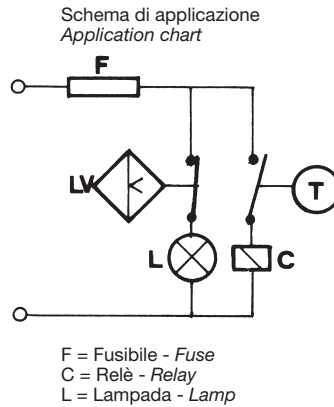 Schema di applicazione
Application chart
F
LV
T
L
C
F = Fusibile - Fuse
C = Relè - Relay
L = Lampada - Lamp